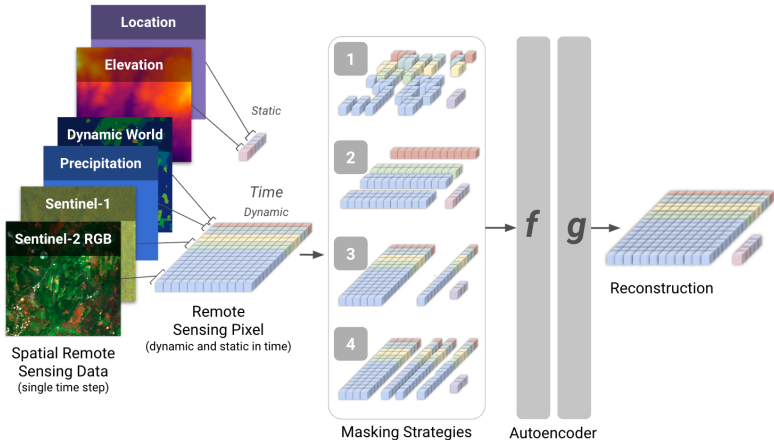 Location
Elevation
Static
Dynamic World
Precipitation
Time
Dynamic
Sentinel-1
Sentinel-2 RGB
Remote
Sensing Pixel
(dynamic and static in time)
Spatial Remote
Sensing Data
(single time step)
1
2
3
4
Masking Strategies
f
g
Autoencoder
Reconstruction